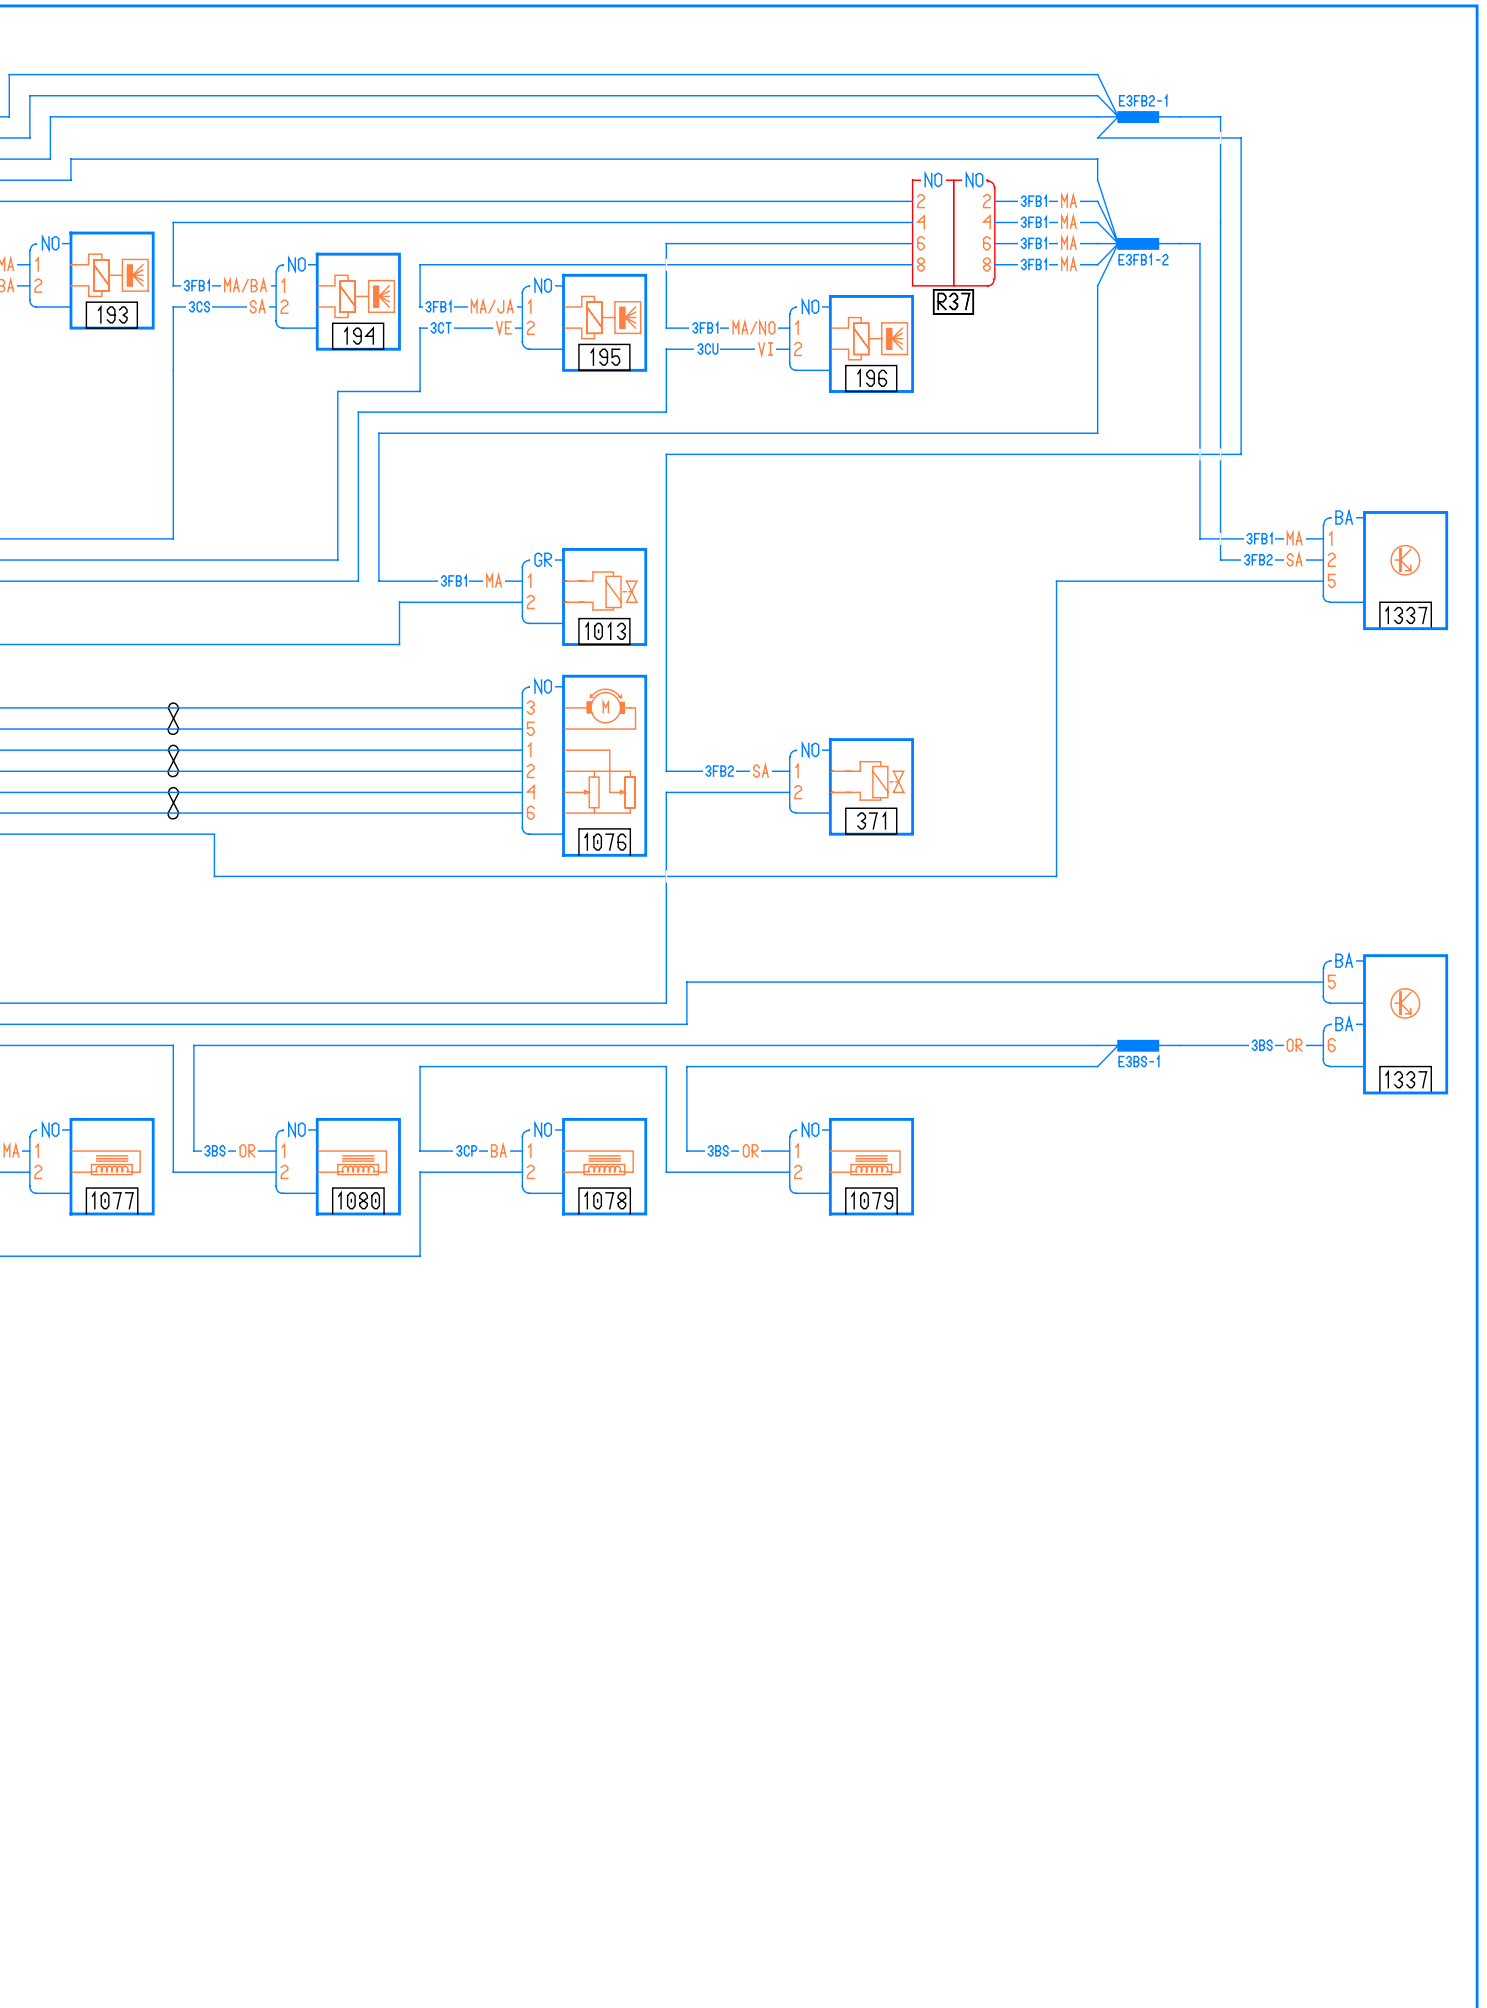 E3FB2-1
NO NO
2 2 3FB1 MA
4 4 3FB1 MA
6 6 3FB1 MA
8 8 3FB1 MA
E3FB1-2
R37
NO
MA 1
BA 2
193
NO
3FB1 MA/BA 1
3CS SA 2
194
NO
3FB1 MA/JA 1
3CT VE 2
195
NO
3FB1 MA/NO 1
3CU VI 2
196
BA
3FB1 MA 1
3FB2 SA 2
5
1337
GR
3FB1 MA 1
2
1013
NO
3
5
1
2
4
6
M
1076
NO
3FB2 SA 1
2
371
BA
5
BA
3BS OR 6
1337
E3BS-1
NO
MA 1
2
1077
NO
3BS OR 1
2
1080
NO
3CP BA 1
2
1078
NO
3BS OR 1
2
1079